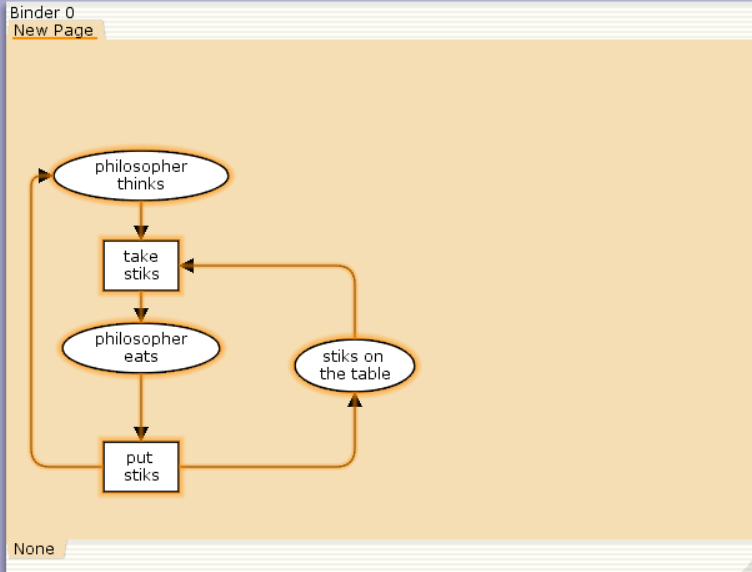 Binder 0
New Page
philosopher
thinks
take
stiks
philosopher
eats
stiks on
the table
put
stiks
None